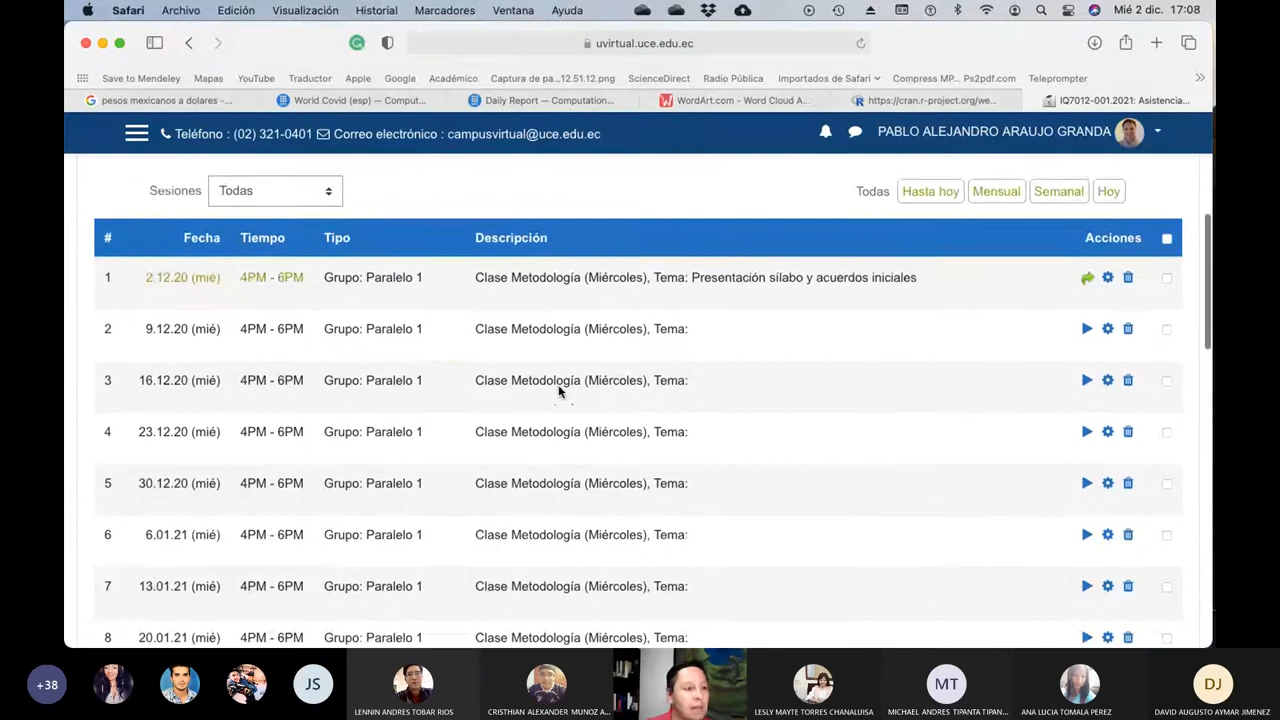 Safari Archivo Edición Visualización Historial Marcadores Ventana Ayuda Mié 2 dic. 17:08
uvirtual.uce.edu.ec
Save to Mendeley Mapas YouTube Traductor Apple Google Académico Captura de pa...12.51.12.png ScienceDirect Radio Pública Importados de Safari Compress MP... Ps2pdf.com Teleprompter
pesos mexicanos a dolares -... World Covid (esp) — Comput... Daily Report — Computation... WordArt.com - Word Cloud A... https://cran.r-project.org/we... IQ7012-001.2021: Asistencia...
Teléfono : (02) 321-0401 Correo electrónico : campusvirtual@uce.edu.ec PABLO ALEJANDRO ARAUJO GRANDA
Sesiones Todas Todas Hasta hoy Mensual Semanal Hoy
# Fecha Tiempo Tipo Descripción Acciones
1 2.12.20 (mié) 4PM - 6PM Grupo: Paralelo 1 Clase Metodología (Miércoles), Tema: Presentación sílabo y acuerdos iniciales
2 9.12.20 (mié) 4PM - 6PM Grupo: Paralelo 1 Clase Metodología (Miércoles), Tema:
3 16.12.20 (mié) 4PM - 6PM Grupo: Paralelo 1 Clase Metodología (Miércoles), Tema:
4 23.12.20 (mié) 4PM - 6PM Grupo: Paralelo 1 Clase Metodología (Miércoles), Tema:
5 30.12.20 (mié) 4PM - 6PM Grupo: Paralelo 1 Clase Metodología (Miércoles), Tema:
6 6.01.21 (mié) 4PM - 6PM Grupo: Paralelo 1 Clase Metodología (Miércoles), Tema:
7 13.01.21 (mié) 4PM - 6PM Grupo: Paralelo 1 Clase Metodología (Miércoles), Tema:
8 20.01.21 (mié) 4PM - 6PM Grupo: Paralelo 1 Clase Metodología (Miércoles), Tema:
+38 JS MT DJ
LENNIN ANDRES TOBAR RIOS CRISTHIAN ALEXANDER MUNOZ A... LESLY MAYTE TORRES CHANALUISA MICHAEL ANDRES TIPANTA TIPAN... ANA LUCIA TOMALA PEREZ DAVID AUGUSTO AYMAR JIMENEZ